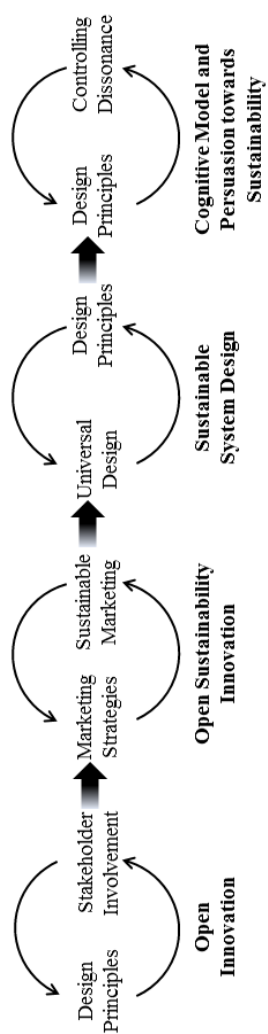 Design
Principles
Stakeholder
Involvement
Open
Innovation
Marketing
Strategies
Sustainable
Marketing
Open Sustainability
Innovation
Universal
Design
Design
Principles
Sustainable
System Design
Design
Principles
Controlling
Dissonance
Cognitive Model and
Persuasion towards
Sustainability